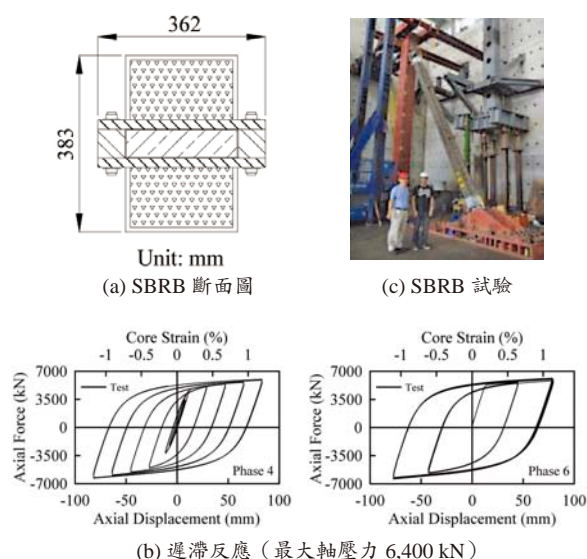 362
383
Unit: mm
(a) SBRB 斷面圖
(c) SBRB 試驗
Core Strain (%)
-1 -0.5 0 0.5 1
7000
3500
0
-3500
-7000
Axial Force (kN)
Test
Phase 4
-100 -50 0 50 100
Axial Displacement (mm)
Core Strain (%)
-1 -0.5 0 0.5 1
7000
3500
0
-3500
-7000
Axial Force (kN)
Test
Phase 6
-100 -50 0 50 100
Axial Displacement (mm)
(b) 遲滯反應（最大軸壓力 6,400 kN）